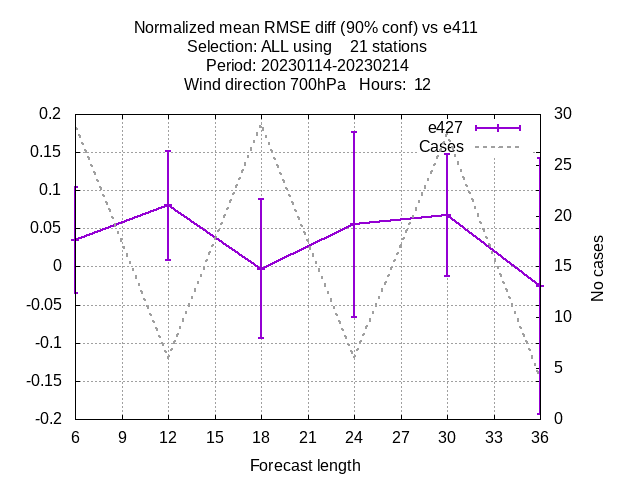 Normalized mean RMSE diff (90% conf) vs e411
Selection: ALL using    21 stations
Period: 20230114-20230214
Wind direction 700hPa   Hours:  12
e427
Cases
0.2
0.15
0.1
0.05
0
-0.05
-0.1
-0.15
-0.2
30
25
20
15
10
5
0
No cases
6 9 12 15 18 21 24 27 30 33 36
Forecast length